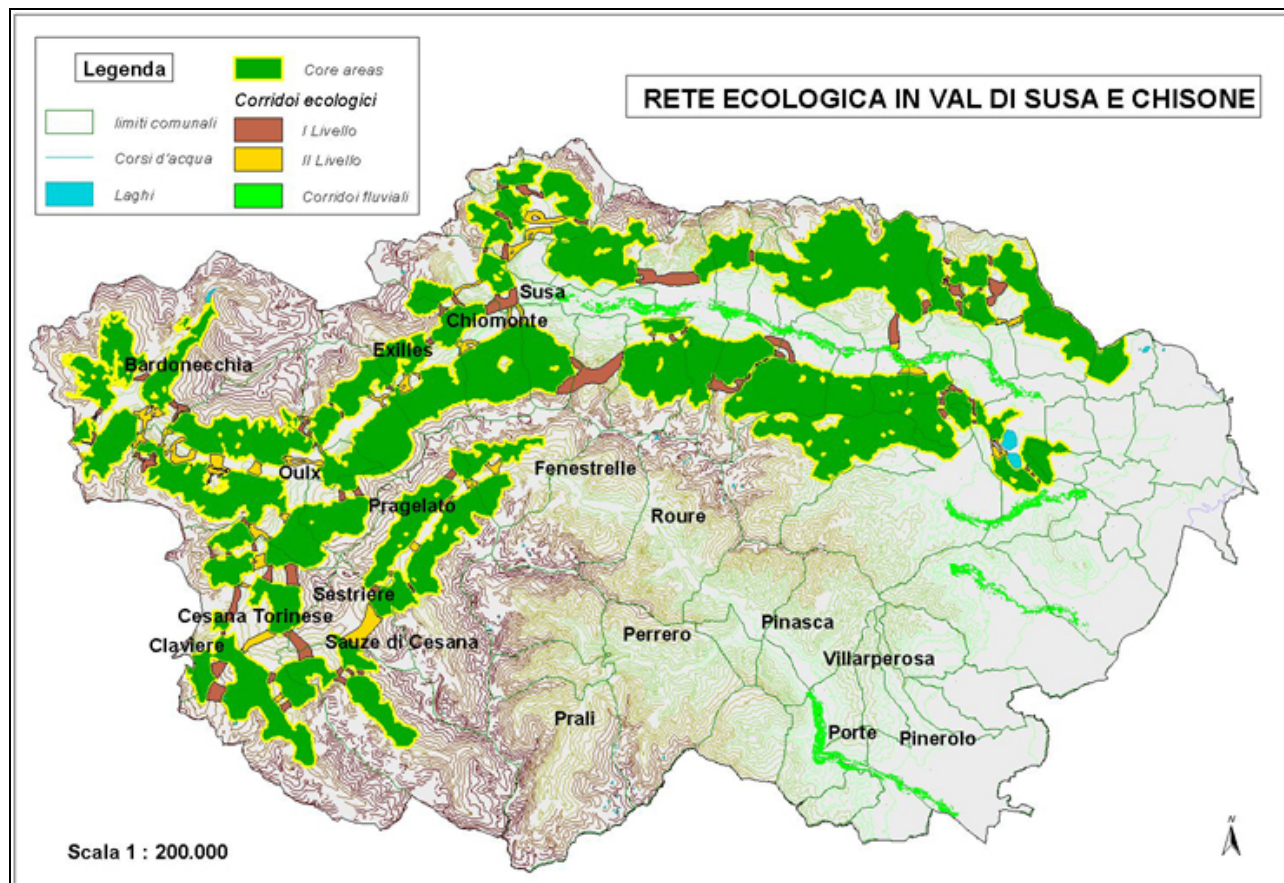 Legenda
limiti comunali
Corsi d'acqua
Laghi
Core areas
Corridoi ecologici
I Livello
II Livello
Corridoi fluviali
RETE ECOLOGICA IN VAL DI SUSA E CHISONE
Susa
Chiomonte
Exilles
Bardonecchia
Oulx
Fenestrelle
Pragelato
Roure
Sestriere
Cesana Torinese
Claviere
Sauze di Cesana
Perrero
Pinasca
Villarperosa
Prali
Porte
Pinerolo
N
Scala 1 : 200.000